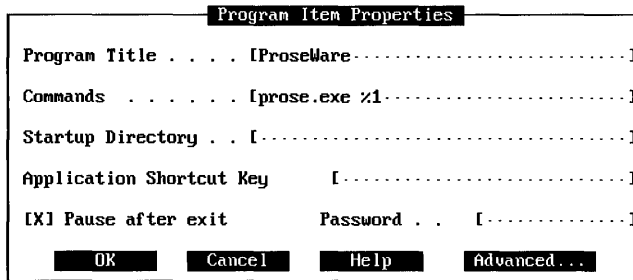 Program Item Properties
Program Title . . . . [ProseWare······························]
Commands . . . . . . [prose.exe %1···························]
Startup Directory . . [·······································]
Application Shortcut Key [······························]
[X] Pause after exit Password . . [··············]
OK Cancel Help Advanced...